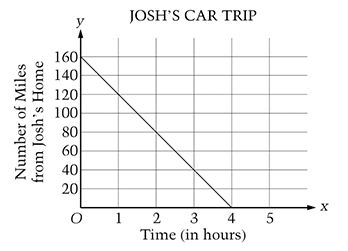 JOSH'S CAR TRIP
y
Number of Miles
from Josh's Home
160
140
120
100
80
60
40
20
O 1 2 3 4 5 x
Time (in hours)